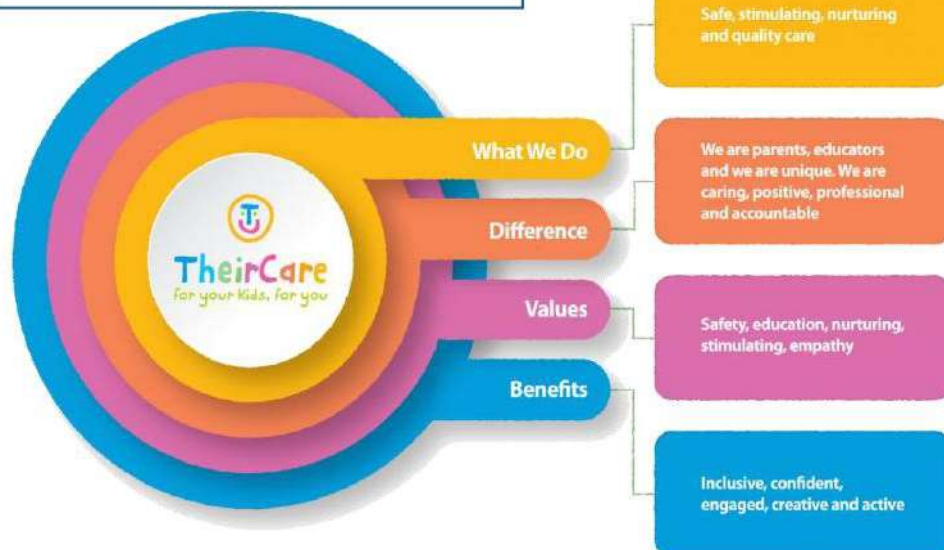 Safe, stimulating, nurturing
and quality care
What We Do
We are parents, educators
and we are unique. We are
caring, positive, professional
and accountable
Difference
TheirCare
for your kids, for you
Values
Safety, education, nurturing,
stimulating, empathy
Benefits
Inclusive, confident,
engaged, creative and active